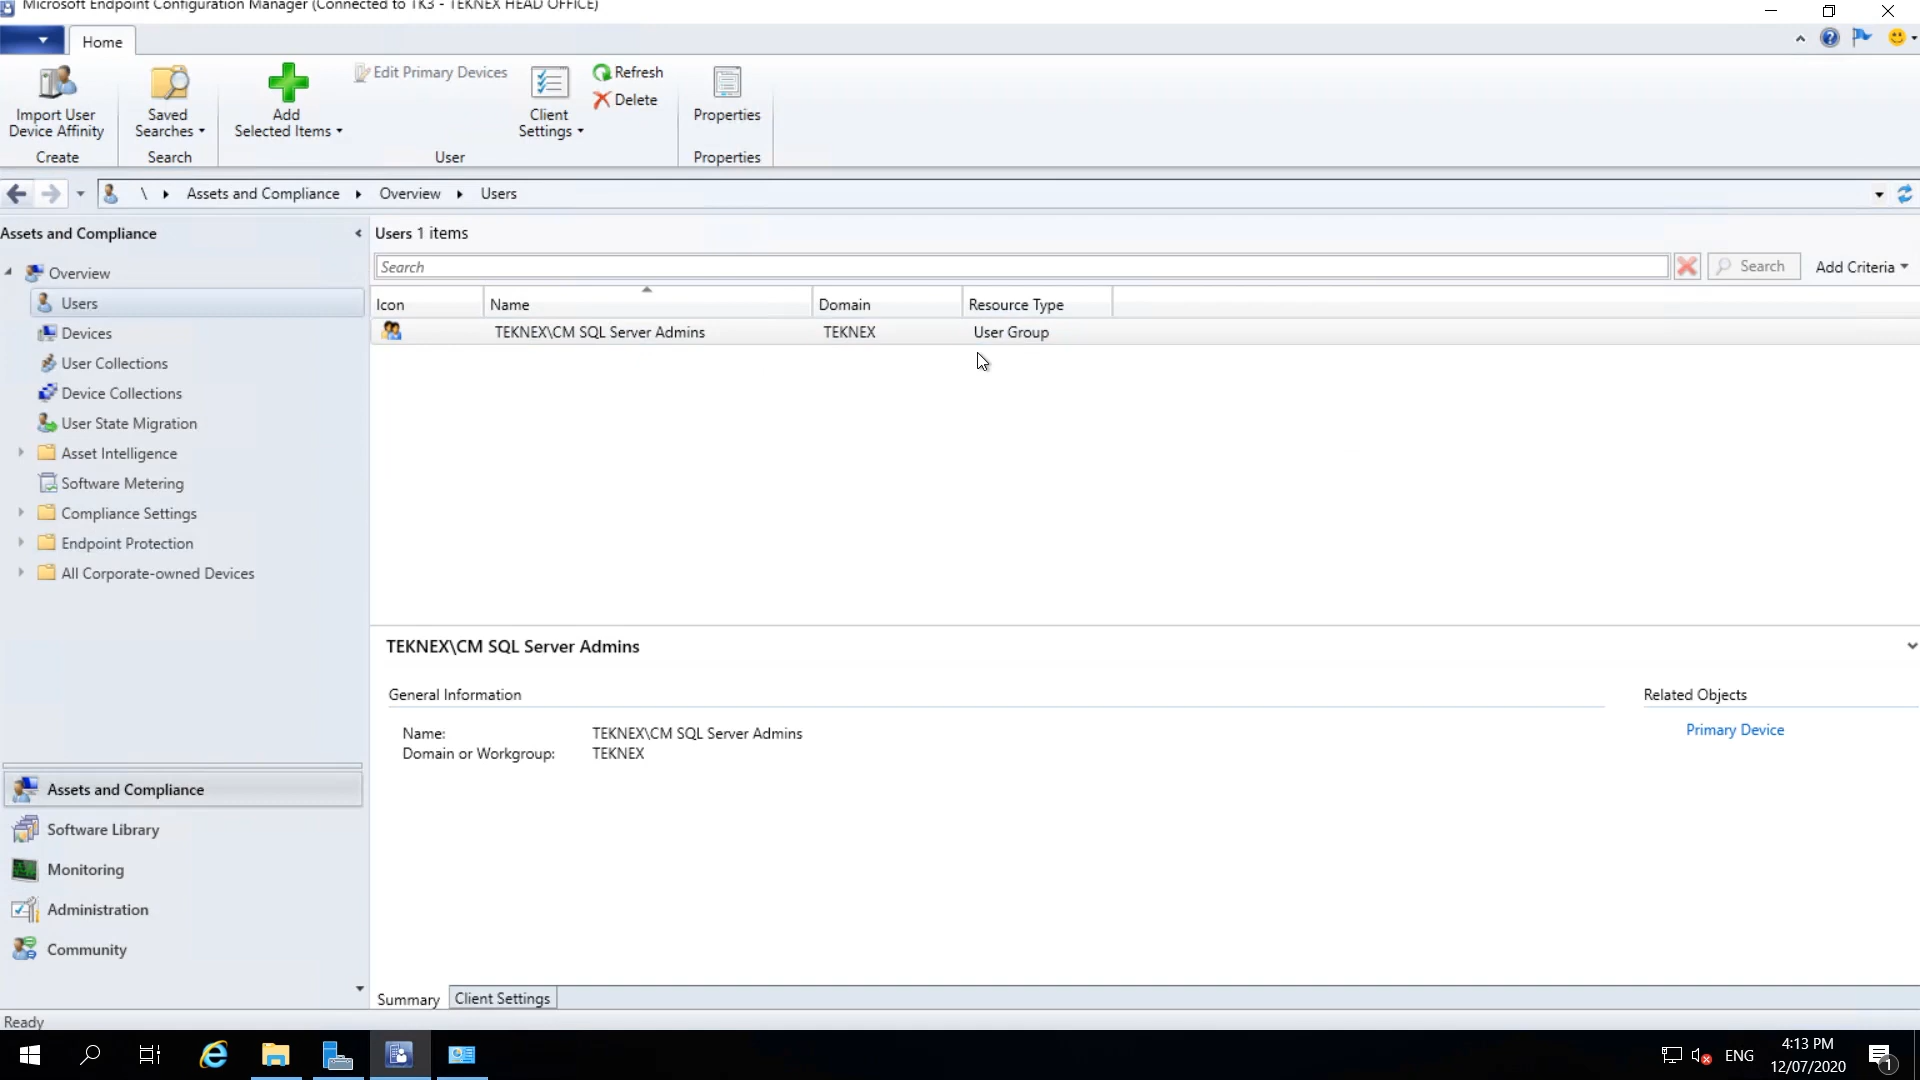 Microsoft Endpoint Configuration Manager (Connected to TK3 - TEKNEX HEAD OFFICE)
Home
Import User
Device Affinity
Create
Saved
Searches
Search
Add
Selected Items
Edit Primary Devices
Client
Settings
Refresh
Delete
User
Properties
Properties
\ Assets and Compliance Overview Users
Assets and Compliance
Overview
Users
Devices
User Collections
Device Collections
User State Migration
Asset Intelligence
Software Metering
Compliance Settings
Endpoint Protection
All Corporate-owned Devices
Assets and Compliance
Software Library
Monitoring
Administration
Community
Users 1 items
Search
Search
Add Criteria
Icon Name Domain Resource Type
TEKNEX\CM SQL Server Admins TEKNEX User Group
TEKNEX\CM SQL Server Admins
General Information
Name: TEKNEX\CM SQL Server Admins
Domain or Workgroup: TEKNEX
Related Objects
Primary Device
Summary Client Settings
Ready
ENG
4:13 PM
12/07/2020
1